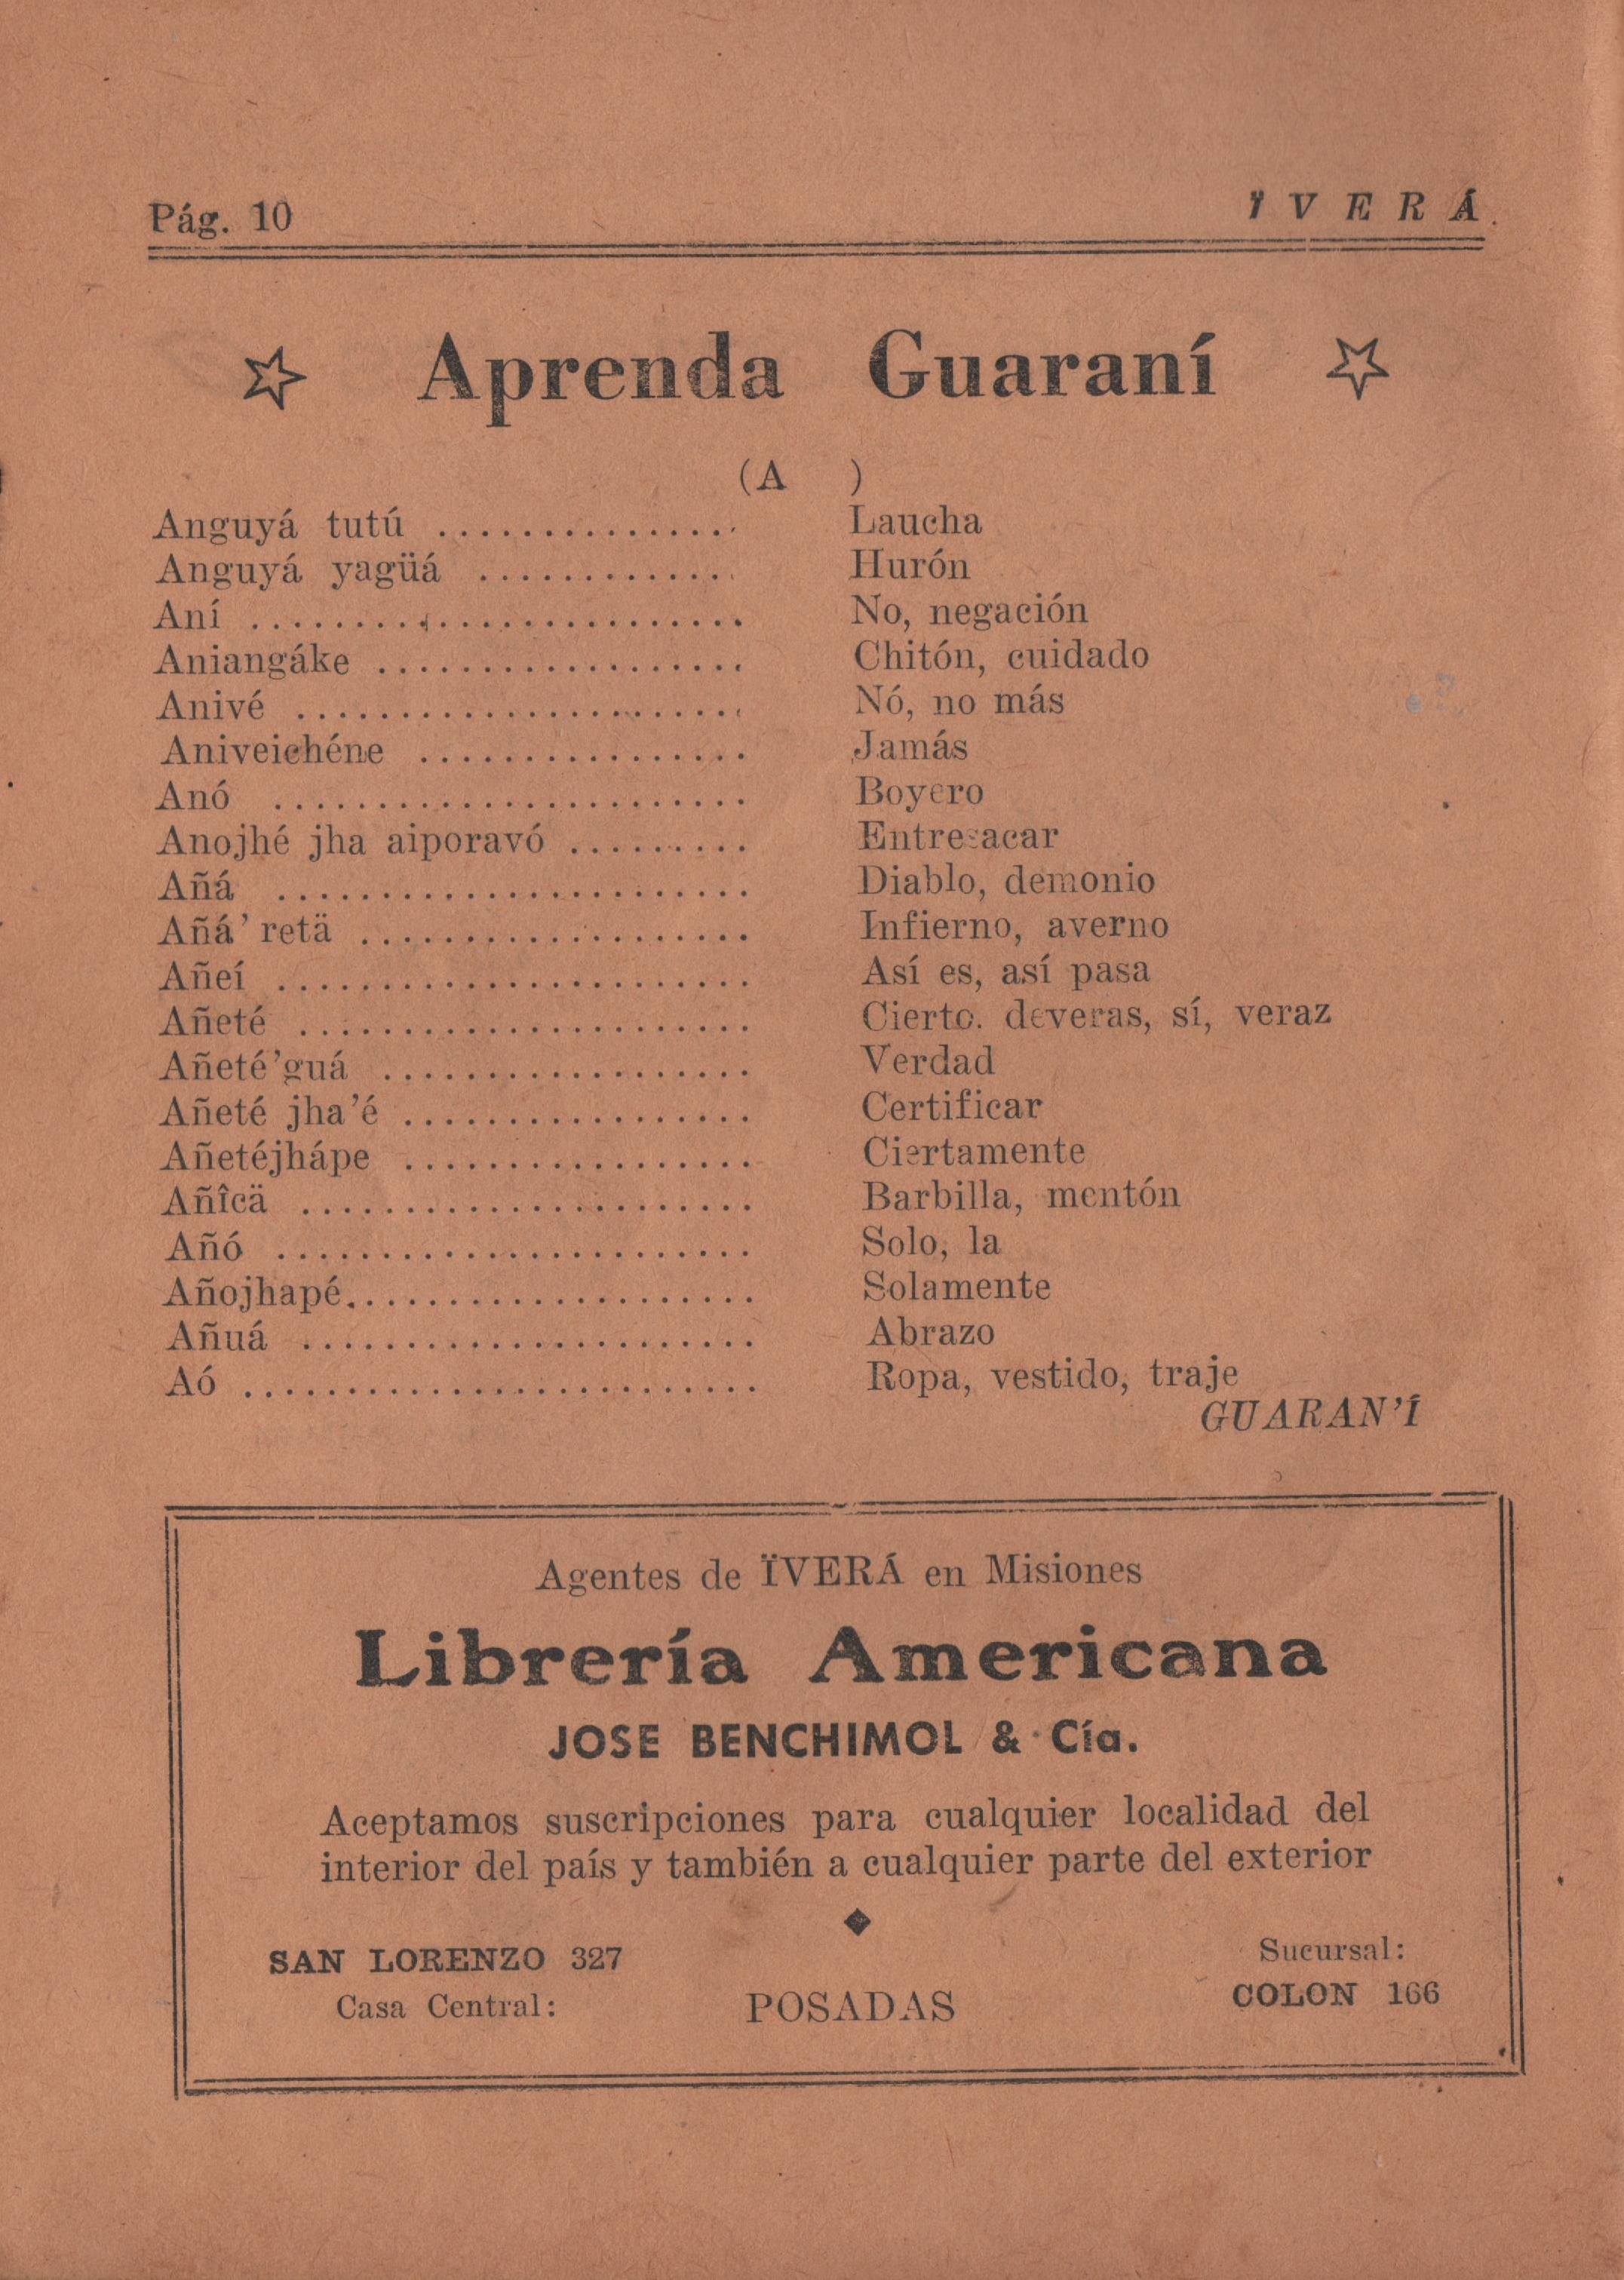 Pág. 10 ÏVERÁ.
☆ Aprenda Guaraní ☆
(A )
Anguyá tutú .............. Laucha
Anguyá yagüá ............. Hurón
Aní ........................ No, negación
Aniangáke .................. Chitón, cuidado
Anivé ...................... Nó, no más
Aniveichéne ................ Jamás
Anó ....................... Boyero
Anojhé jha aiporavó ......... Entresacar
Añá ....................... Diablo, demonio
Añá' retä ................... Infierno, averno
Añeí ....................... Así es, así pasa
Añeté ...................... Cierto. deveras, sí, veraz
Añeté'guá .................. Verdad
Añeté jha'é ................. Certificar
Añetéjhápe ................. Ciertamente
Añîcä ...................... Barbilla, mentón
Añó ....................... Solo, la
Añojhapé.................... Solamente
Añuá ...................... Abrazo
Aó ......................... Ropa, vestido, traje
GUARAN'Í
Agentes de ÏVERÁ en Misiones
Librería Americana
JOSE BENCHIMOL & Cía.
Aceptamos suscripciones para cualquier localidad del
interior del país y también a cualquier parte del exterior
◆
SAN LORENZO 327 Sucursal:
Casa Central: POSADAS COLON 166